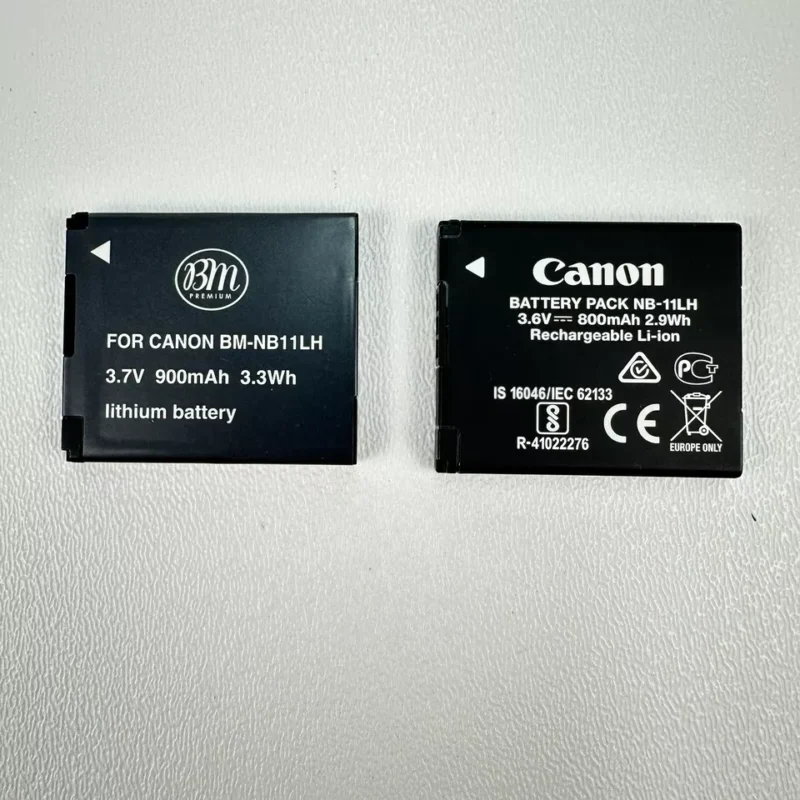 BM
PREMIUM
FOR CANON BM-NB11LH
3.7V 900mAh 3.3Wh
lithium battery
Canon
BATTERY PACK NB-11LH
3.6V⎓800mAh 2.9Wh
Rechargeable Li-ion
PCT
IS 16046/IEC 62133
R-41022276
CE
EUROPE ONLY